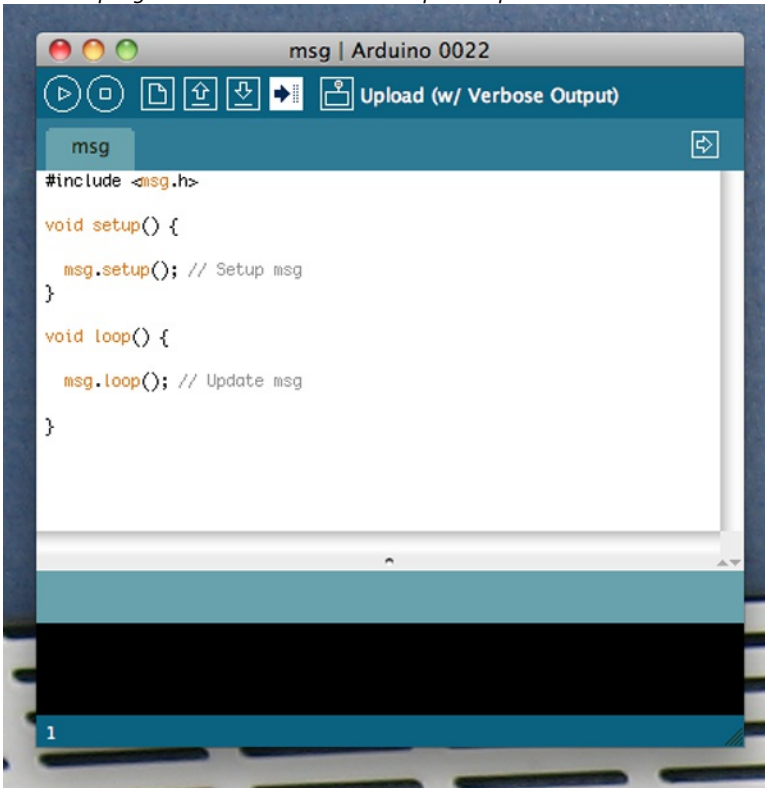 msg | Arduino 0022
Upload (w/ Verbose Output)
msg
#include <msg.h>
void setup() {
msg.setup(); // Setup msg
}
void loop() {
msg.loop(); // Update msg
}
1